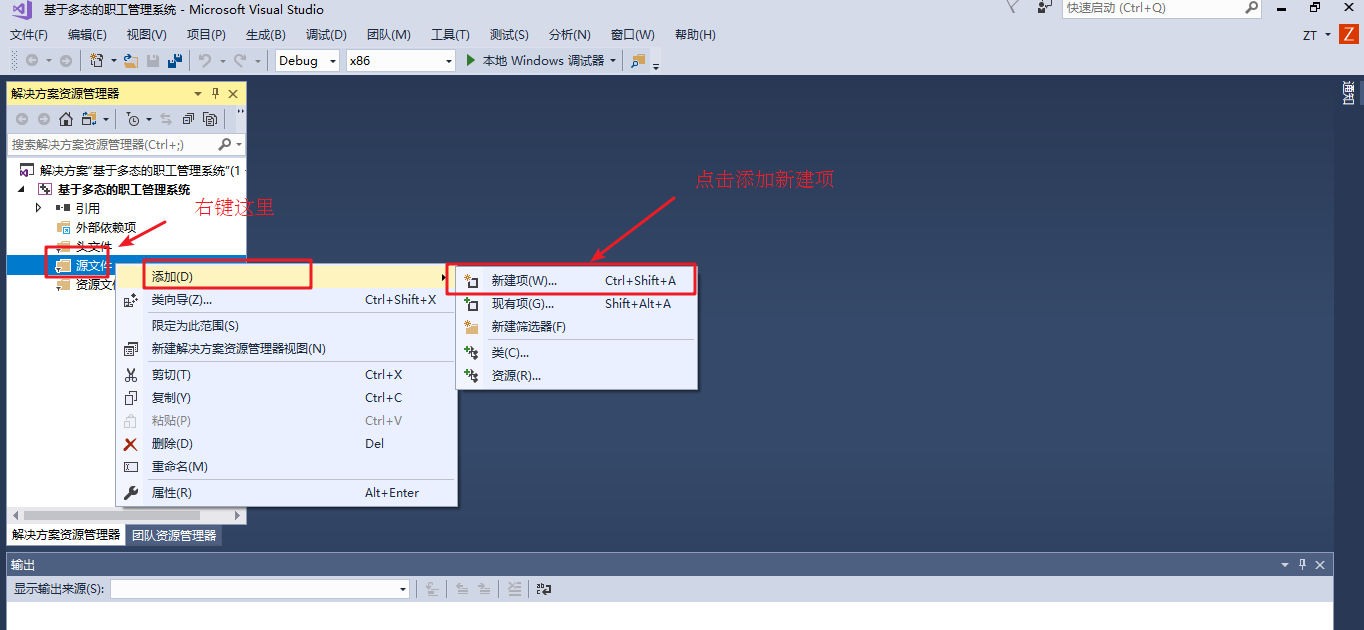 基于多态的职工管理系统 - Microsoft Visual Studio
快速启动 (Ctrl+Q)
文件(F) 编辑(E) 视图(V) 项目(P) 生成(B) 调试(D) 团队(M) 工具(T) 测试(S) 分析(N) 窗口(W) 帮助(H)
ZT Z
Debug x86 本地 Windows 调试器
解决方案资源管理器
通知
搜索解决方案资源管理器(Ctrl+;)
解决方案"基于多态的职工管理系统"(1
基于多态的职工管理系统
点击添加新建项
引用
右键这里
外部依赖项
头文件
源文件
资源文件
添加(D)
类向导(Z)... Ctrl+Shift+X
限定为此范围(S)
新建解决方案资源管理器视图(N)
剪切(T) Ctrl+X
复制(Y) Ctrl+C
粘贴(P) Ctrl+V
删除(D) Del
重命名(M)
属性(R) Alt+Enter
新建项(W)... Ctrl+Shift+A
现有项(G)... Shift+Alt+A
新建筛选器(F)
类(C)...
资源(R)...
解决方案资源管理器 团队资源管理器
输出
显示输出来源(S):